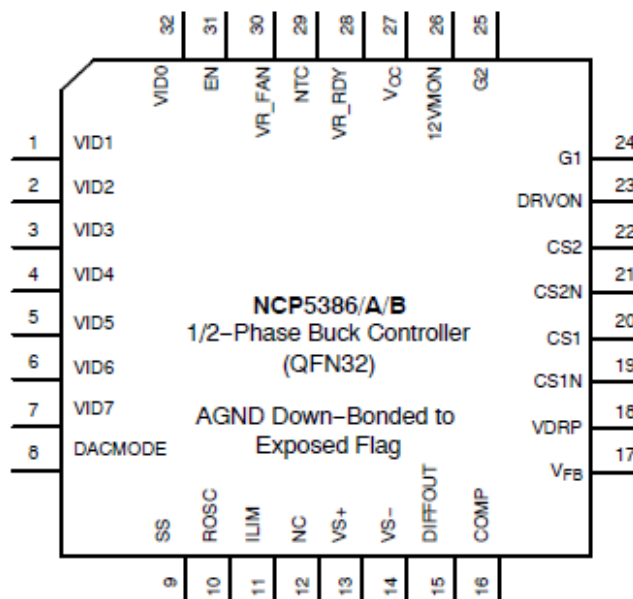 32 31 30 29 28 27 26 25
VID0 EN VR_FAN NTC VR_RDY VCC 12VMON G2
1 VID1
2 VID2
3 VID3
4 VID4
5 VID5
6 VID6
7 VID7
8 DACMODE
NCP5386/A/B
1/2−Phase Buck Controller
(QFN32)
AGND Down−Bonded to
Exposed Flag
G1 24
DRVON 23
CS2 22
CS2N 21
CS1 20
CS1N 19
VDRP 18
VFB 17
SS ROSC ILIM NC VS+ VS− DIFFOUT COMP
9 10 11 12 13 14 15 16